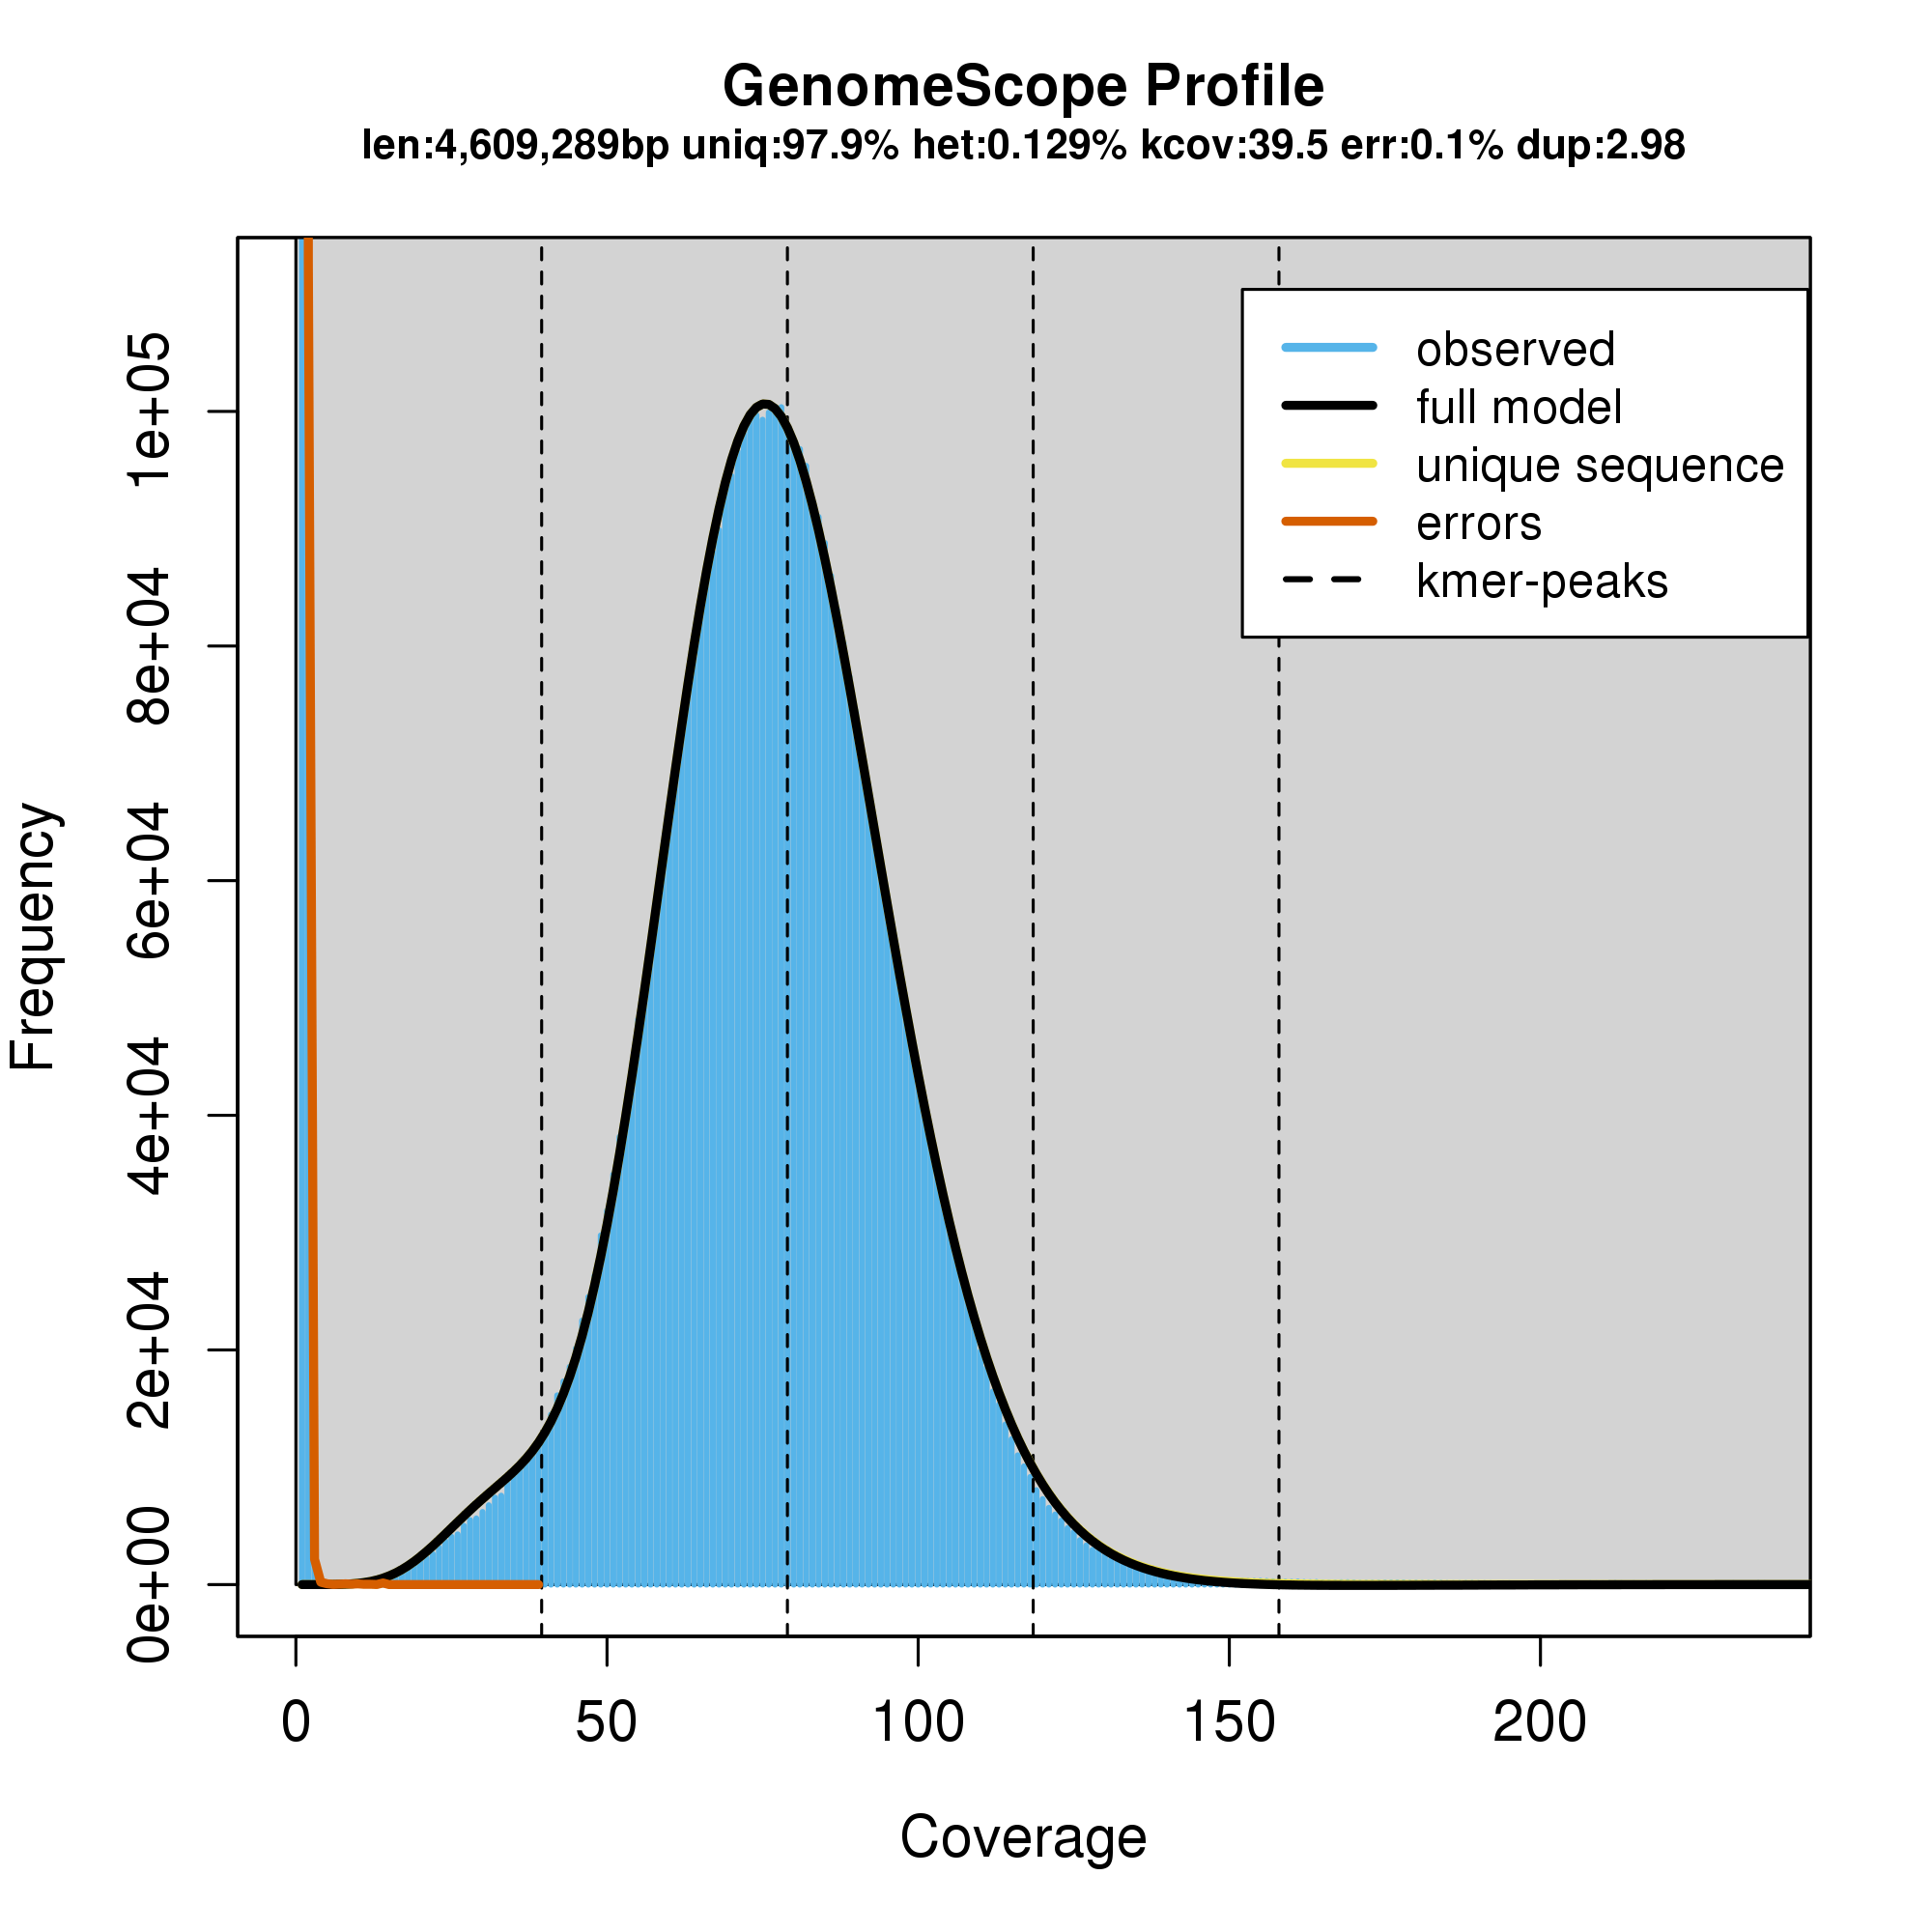 GenomeScope Profile
len:4,609,289bp uniq:97.9% het:0.129% kcov:39.5 err:0.1% dup:2.98
observed
full model
unique sequence
errors
kmer-peaks
Frequency
1e+05
8e+04
6e+04
4e+04
2e+04
0e+00
0 50 100 150 200
Coverage